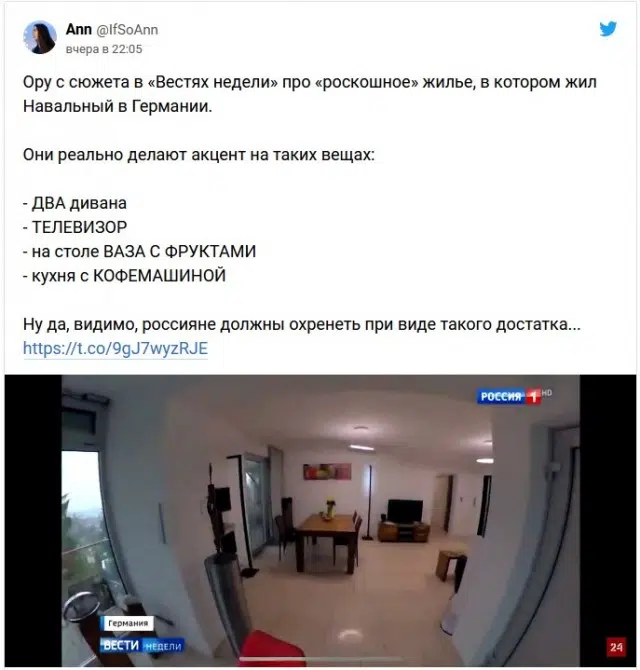 Ann @IfSoAnn
вчера в 22:05
Ору с сюжета в «Вестях недели» про «роскошное» жилье, в котором жил
Навальный в Германии.
Они реально делают акцент на таких вещах:
- ДВА дивана
- ТЕЛЕВИЗОР
- на столе ВАЗА С ФРУКТАМИ
- кухня с КОФЕМАШИНОЙ
Ну да, видимо, россияне должны охренеть при виде такого достатка...
https://t.co/9gJ7wyzRJE
РОССИЯ 1 HD
Германия
ВЕСТИ НЕДЕЛИ
24